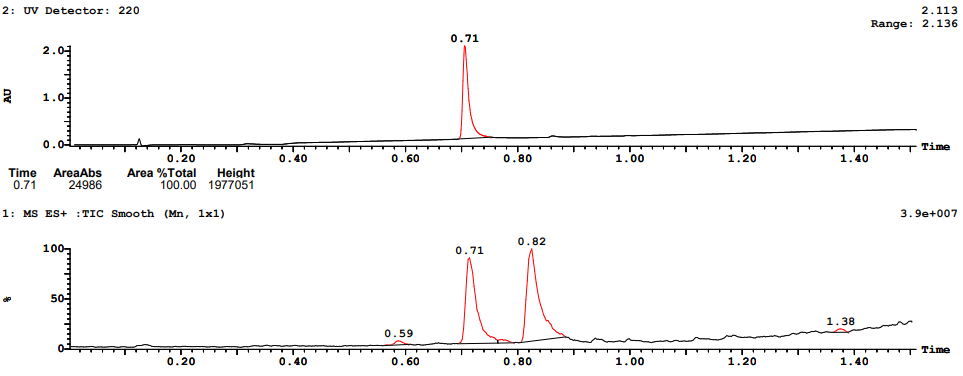 2: UV Detector: 220 2.113
Range: 2.136
0.71
2.0
1.0
0.0
AU
0.20 0.40 0.60 0.80 1.00 1.20 1.40 Time
Time AreaAbs Area %Total Height
0.71 24986 100.00 1977051
1: MS ES+ :TIC Smooth (Mn, 1x1) 3.9e+007
0.82
0.71
0.59
1.38
100
50
0
%
0.20 0.40 0.60 0.80 1.00 1.20 1.40 Time